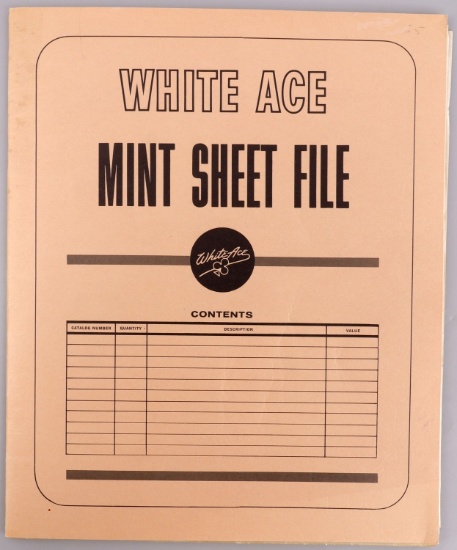 WHITE ACE
MINT SHEET FILE
White Ace
CONTENTS
CATALOG NUMBER QUANTITY DESCRIPTION VALUE